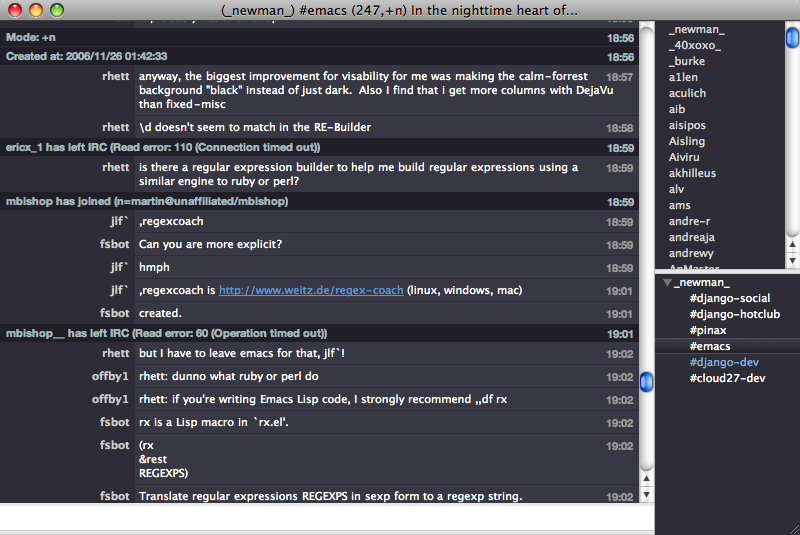 (_newman_) #emacs (247,+n) In the nighttime heart of...
Mode: +n 18:56
Created at: 2006/11/26 01:42:33 18:56
rhett anyway, the biggest improvement for visability for me was making the calm-forrest 18:57
background "black" instead of just dark.  Also I find that i get more columns with DejaVu
than fixed-misc
rhett \d doesn't seem to match in the RE-Builder 18:58
ericx_1 has left IRC (Read error: 110 (Connection timed out)) 18:59
rhett is there a regular expression builder to help me build regular expressions using a 18:59
similar engine to ruby or perl?
mbishop has joined (n=martin@unaffiliated/mbishop) 18:59
jlf` ,regexcoach 18:59
fsbot Can you are more explicit? 18:59
jlf` hmph 18:59
jlf` ,regexcoach is http://www.weitz.de/regex-coach (linux, windows, mac) 19:01
fsbot created. 19:01
mbishop__ has left IRC (Read error: 60 (Operation timed out)) 19:01
rhett but I have to leave emacs for that, jlf`! 19:02
offby1 rhett: dunno what ruby or perl do 19:02
offby1 rhett: if you're writing Emacs Lisp code, I strongly recommend ,,df rx 19:02
fsbot rx is a Lisp macro in `rx.el'. 19:02
fsbot (rx 19:02
&rest
REGEXPS)
fsbot Translate regular expressions REGEXPS in sexp form to a regexp string. 19:02
_newman_
_40xoxo_
_burke
a1len
aculich
aib
aisipos
Aisling
Aiviru
akhilleus
alv
ams
andre-r
andreaja
andrewy
AnMaster
_newman_
#django-social
#django-hotclub
#pinax
#emacs
#django-dev
#cloud27-dev